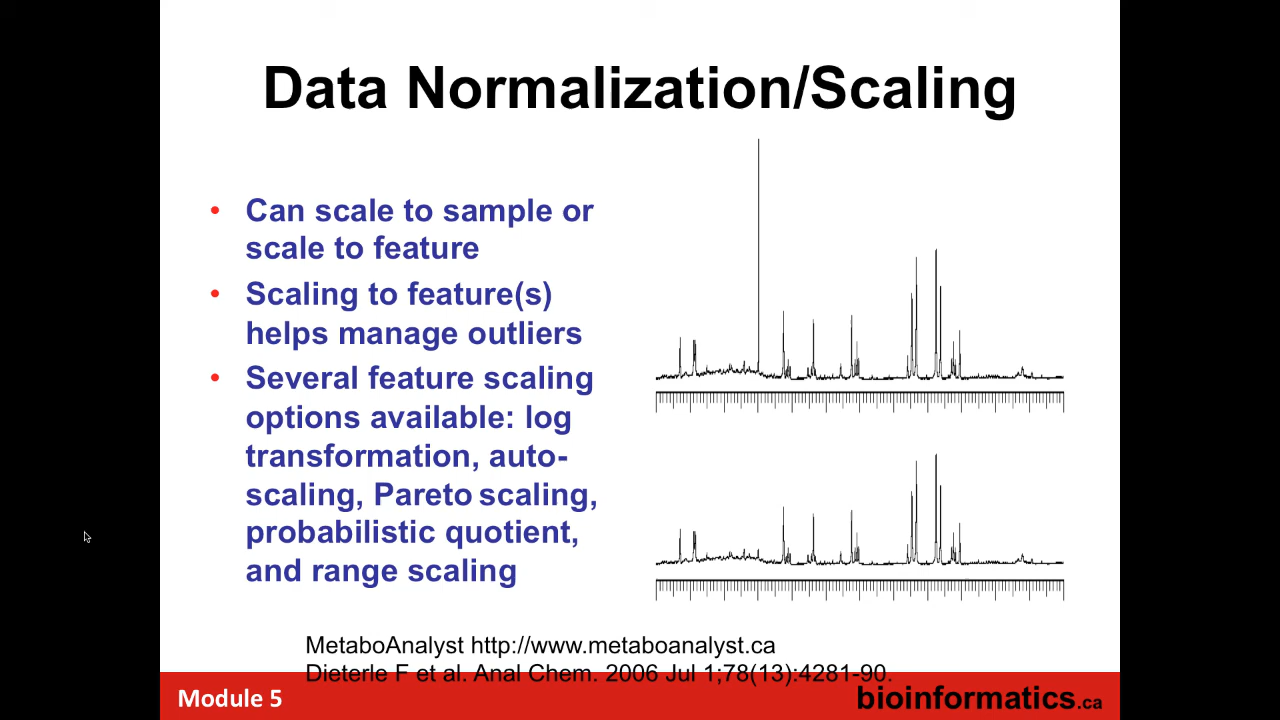 Data Normalization/Scaling
• Can scale to sample or
scale to feature
• Scaling to feature(s)
helps manage outliers
• Several feature scaling
options available: log
transformation, auto-
scaling, Pareto scaling,
probabilistic quotient,
and range scaling
MetaboAnalyst http://www.metaboanalyst.ca
Dieterle F et al. Anal Chem. 2006 Jul 1;78(13):4281-90.
Module 5
bioinformatics.ca